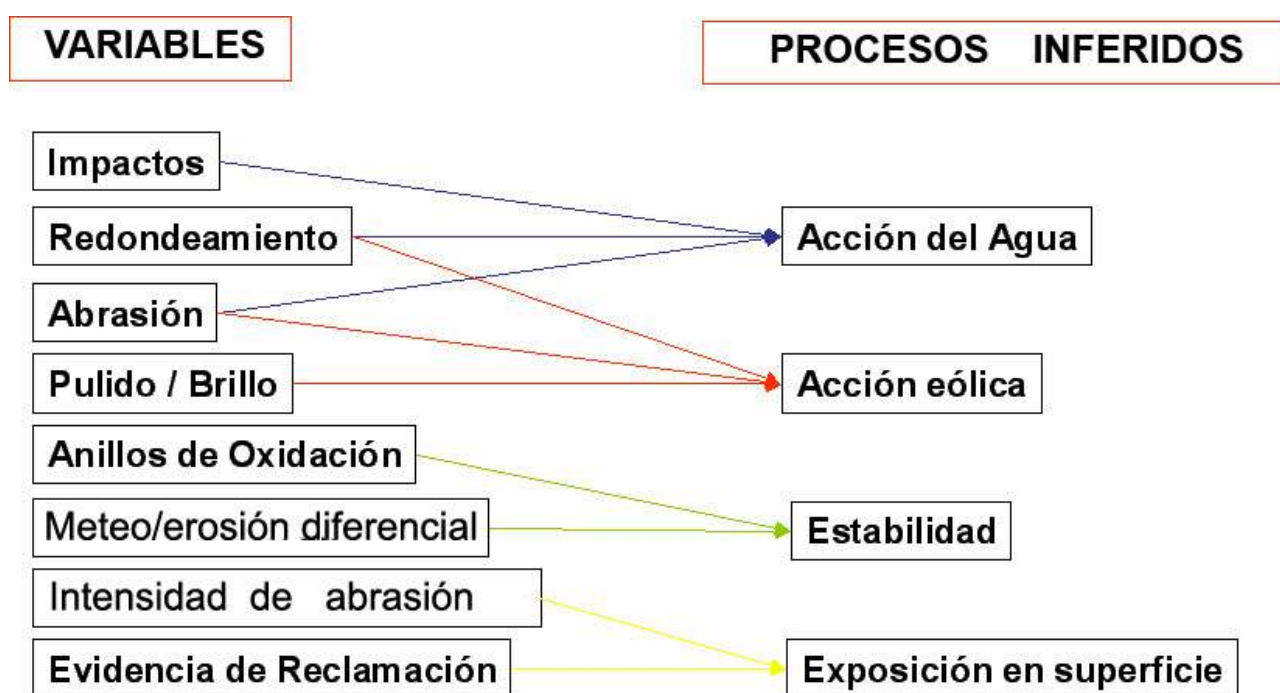 VARIABLES
PROCESOS INFERIDOS
Impactos
Redondeamiento
Acción del Agua
Abrasión
Pulido / Brillo
Acción eólica
Anillos de Oxidación
Meteo/erosión diferencial
Estabilidad
Intensidad de abrasión
Evidencia de Reclamación
Exposición en superficie